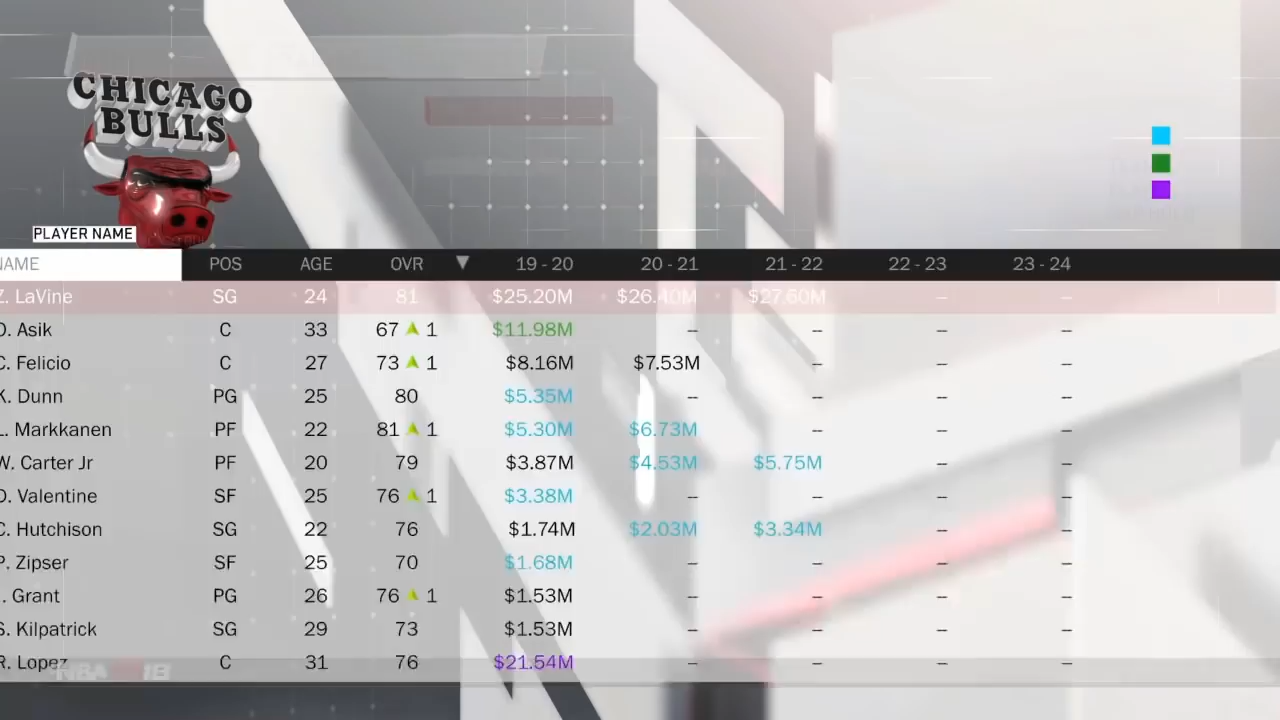 CHICAGO
BULLS
PLAYER NAME
NAME POS AGE OVR ▼ 19 - 20 20 - 21 21 - 22 22 - 23 23 - 24
Z. LaVine SG 24 81 $25.20M $26.40M $27.60M -- --
O. Asik C 33 67 ▲ 1 $11.98M -- -- -- --
C. Felicio C 27 73 ▲ 1 $8.16M $7.53M -- -- --
K. Dunn PG 25 80 $5.35M -- -- -- --
L. Markkanen PF 22 81 ▲ 1 $5.30M $6.73M -- -- --
W. Carter Jr PF 20 79 $3.87M $4.53M $5.75M -- --
D. Valentine SF 25 76 ▲ 1 $3.38M -- -- -- --
C. Hutchison SG 22 76 $1.74M $2.03M $3.34M -- --
P. Zipser SF 25 70 $1.68M -- -- -- --
. Grant PG 26 76 ▲ 1 $1.53M -- -- -- --
S. Kilpatrick SG 29 73 $1.53M -- -- -- --
R. Lopez C 31 76 $21.54M -- -- -- --
NBA 18